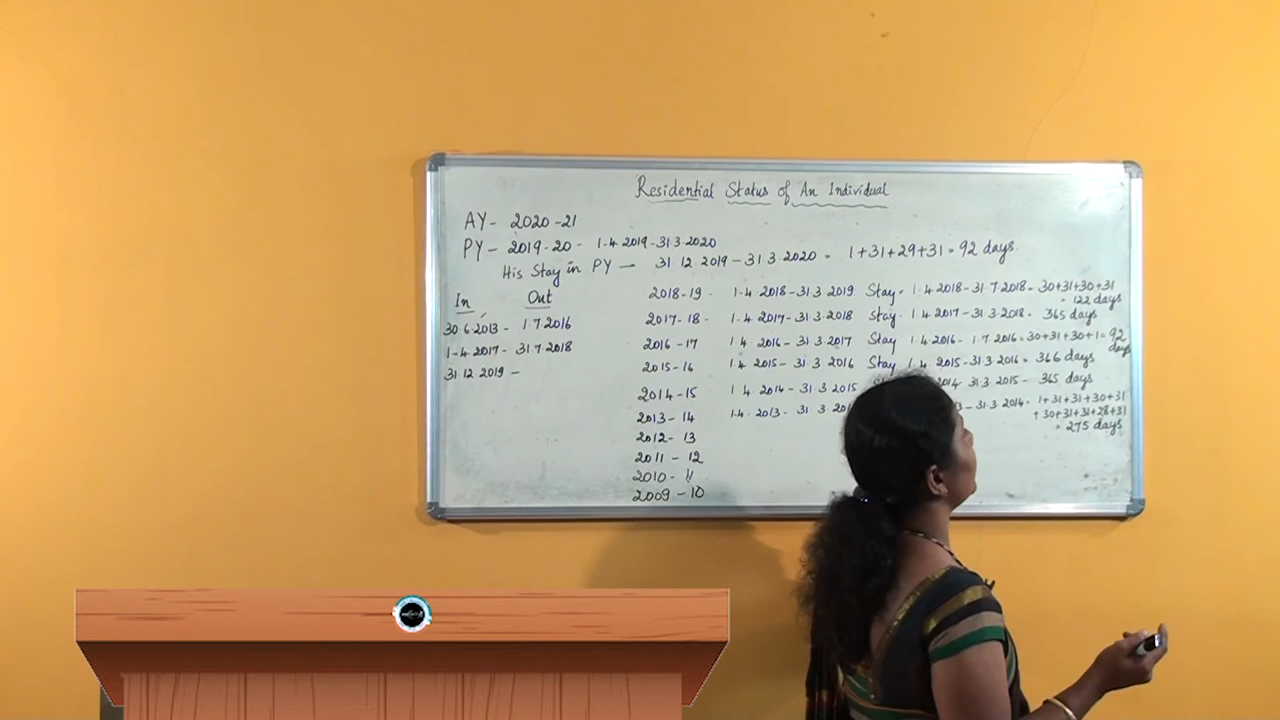 Residential Status of An Individual
AY- 2020-21
PY- 2019-20 - 1-4 2019-31.3.2020
His Stay in PY — 31.12.2019 - 31.3.2020 = 1+31+29+31 = 92 days.
In Out
30.6.2013 - 1.7.2016
1-4.2017 - 31.7.2018
31.12.2019 -
2018-19 - 1-4.2018-31.3.2019 Stay - 1-4.2018-31.7.2018 - 30+31+30+31
= 122 days
2017-18 - 1.4.2017-31.3.2018 Stay - 1.4.2017-31.3.2018 - 365 days
2016-17 1.4.2016-31.3.2017 Stay 1.4.2016-1.7.2016=30+31+30+1= 92
days
2015-16 1.4.2015-31.3.2016 Stay 1.4.2015-31.3.2016 = 366 days
2014-15 1.4.2014-31.3.2015 31.3.2015- 365 days
2013-14 1.4.2013- 31.3. - 31.3.2014- 1+31+31+30+31
+30+31+31+28+31
= 275 days
2012-13
2011-12
2010-11
2009-10